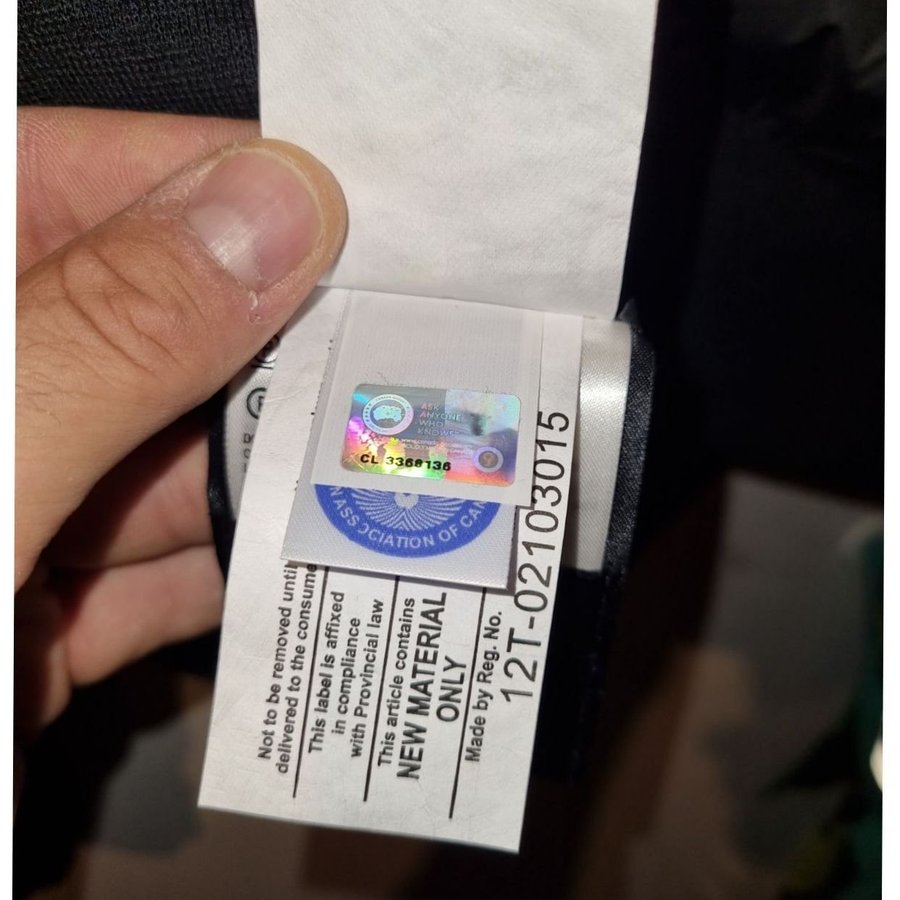 ASK
ANYONE
WHO
KNOWS
CL 3368136
ASSOCIATION OF
Not to be removed until
delivered to the
This label is affixed
in compliance
with Provincial law
This article contains
NEW MATERIAL
ONLY
Made by Reg. No.
12T-02103015